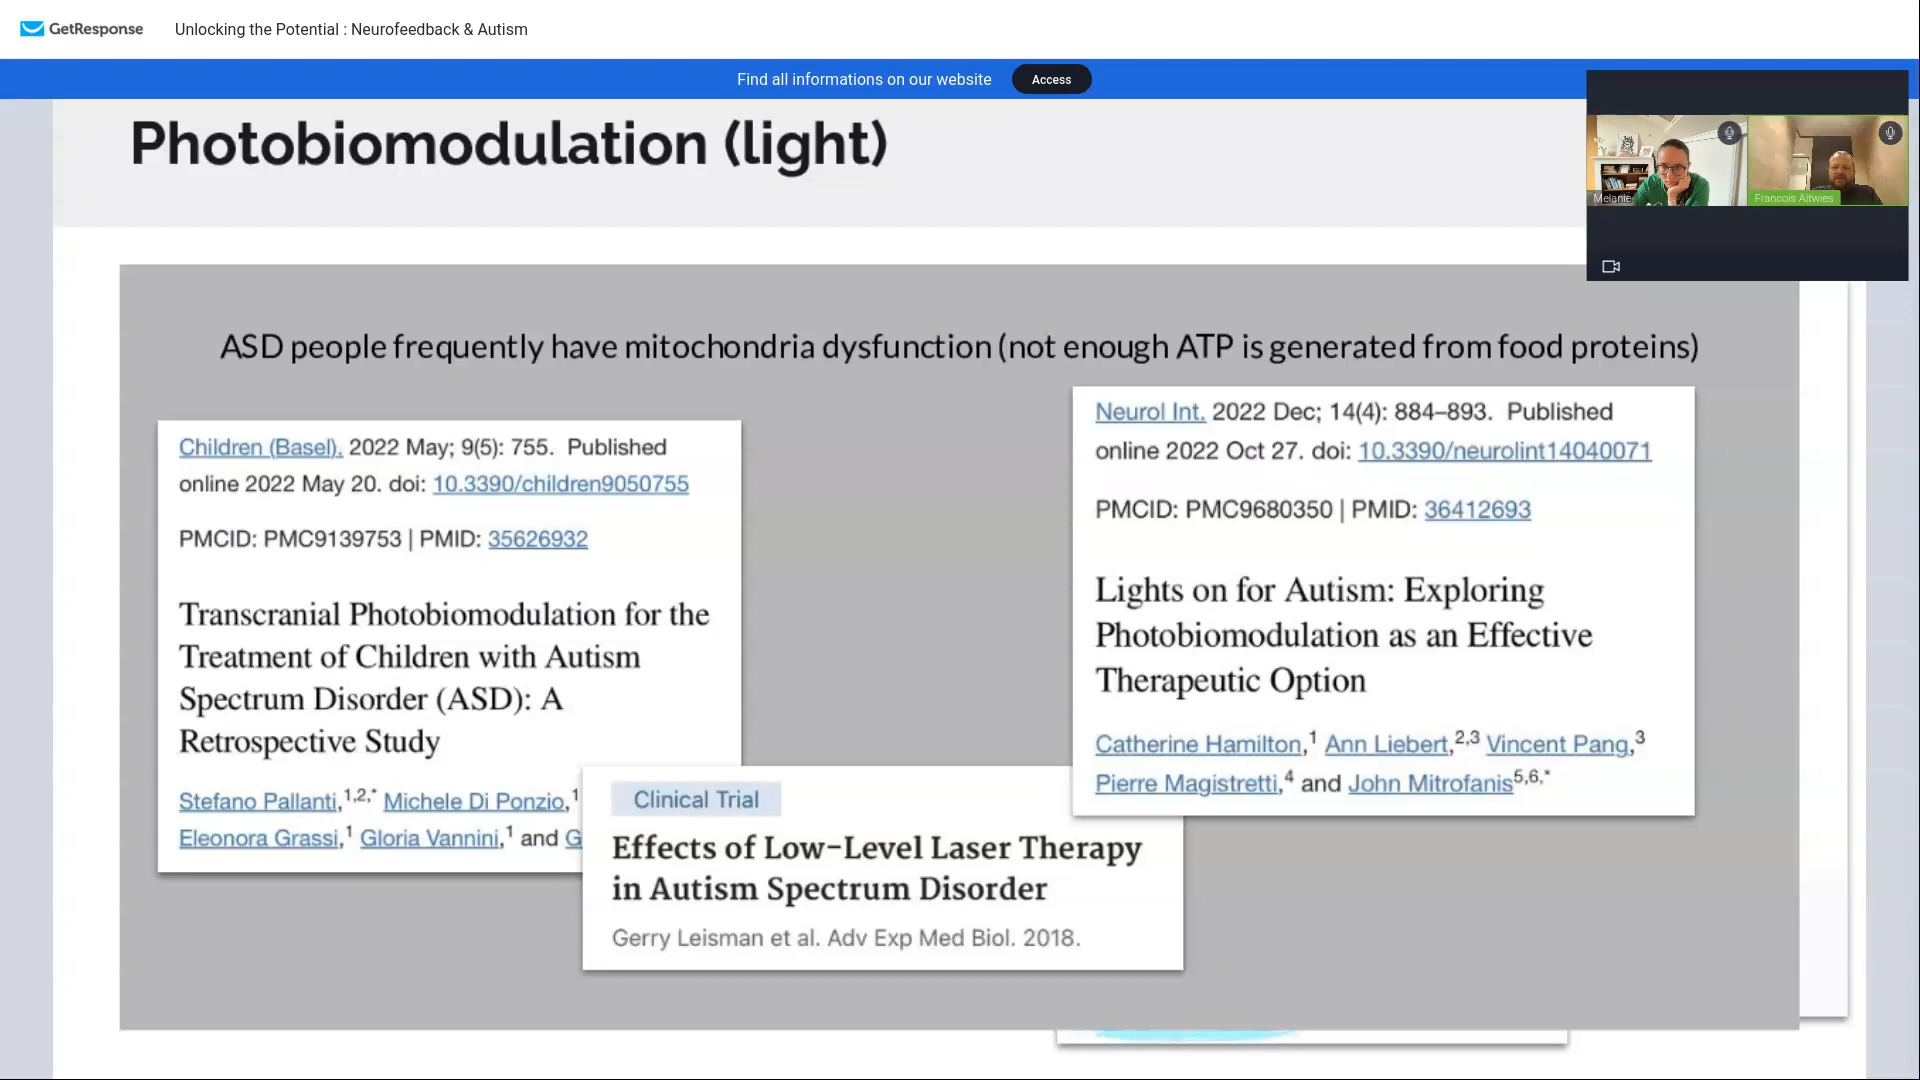 GetResponse
Unlocking the Potential : Neurofeedback & Autism
Find all informations on our website
Access
Melanie
Francois Altwies
Photobiomodulation (light)
ASD people frequently have mitochondria dysfunction (not enough ATP is generated from food proteins)
Children (Basel). 2022 May; 9(5): 755. Published
online 2022 May 20. doi: 10.3390/children9050755
PMCID: PMC9139753 | PMID: 35626932
Transcranial Photobiomodulation for the
Treatment of Children with Autism
Spectrum Disorder (ASD): A
Retrospective Study
Stefano Pallanti,1,2,* Michele Di Ponzio,1
Eleonora Grassi,1 Gloria Vannini,1 and G
Clinical Trial
Effects of Low-Level Laser Therapy
in Autism Spectrum Disorder
Gerry Leisman et al. Adv Exp Med Biol. 2018.
Neurol Int. 2022 Dec; 14(4): 884–893. Published
online 2022 Oct 27. doi: 10.3390/neurolint14040071
PMCID: PMC9680350 | PMID: 36412693
Lights on for Autism: Exploring
Photobiomodulation as an Effective
Therapeutic Option
Catherine Hamilton,1 Ann Liebert,2,3 Vincent Pang,3
Pierre Magistretti,4 and John Mitrofanis5,6,*